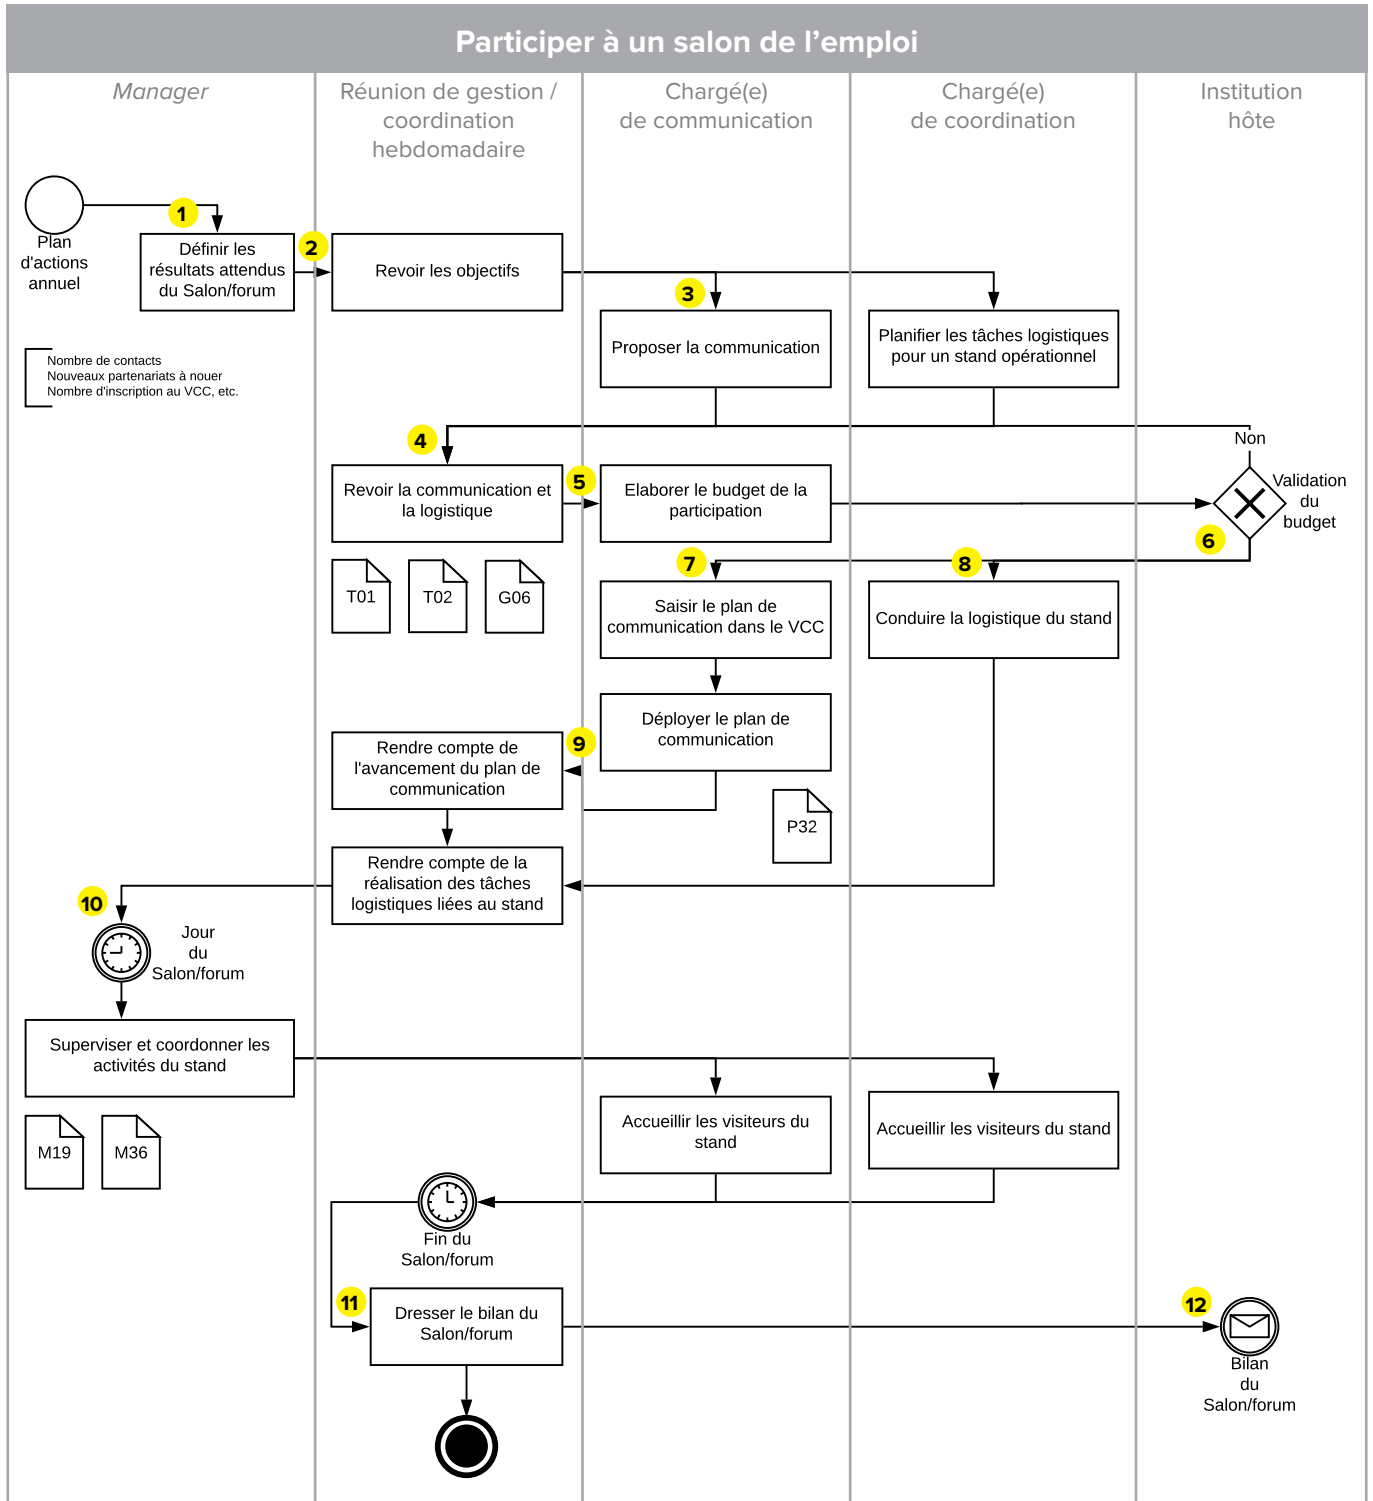 Participer à un salon de l’emploi
Manager
Réunion de gestion /
coordination
hebdomadaire
Chargé(e)
de communication
Chargé(e)
de coordination
Institution
hôte
Plan
d'actions
annuel
1
Définir les
résultats attendus
du Salon/forum
2
Revoir les objectifs
3
Proposer la communication
Planifier les tâches logistiques
pour un stand opérationnel
Nombre de contacts
Nouveaux partenariats à nouer
Nombre d'inscription au VCC, etc.
4
Revoir la communication et
la logistique
5
Elaborer le budget de la
participation
Non
Validation
du
budget
6
T01
T02
G06
7
Saisir le plan de
communication dans le VCC
8
Conduire la logistique du stand
Déployer le plan de
communication
9
Rendre compte de
l'avancement du plan de
communication
P32
Rendre compte de la
réalisation des tâches
logistiques liées au stand
10
Jour
du
Salon/forum
Superviser et coordonner les
activités du stand
M19
M36
Accueillir les visiteurs du
stand
Accueillir les visiteurs du stand
Fin du
Salon/forum
11
Dresser le bilan du
Salon/forum
12
Bilan
du
Salon/forum